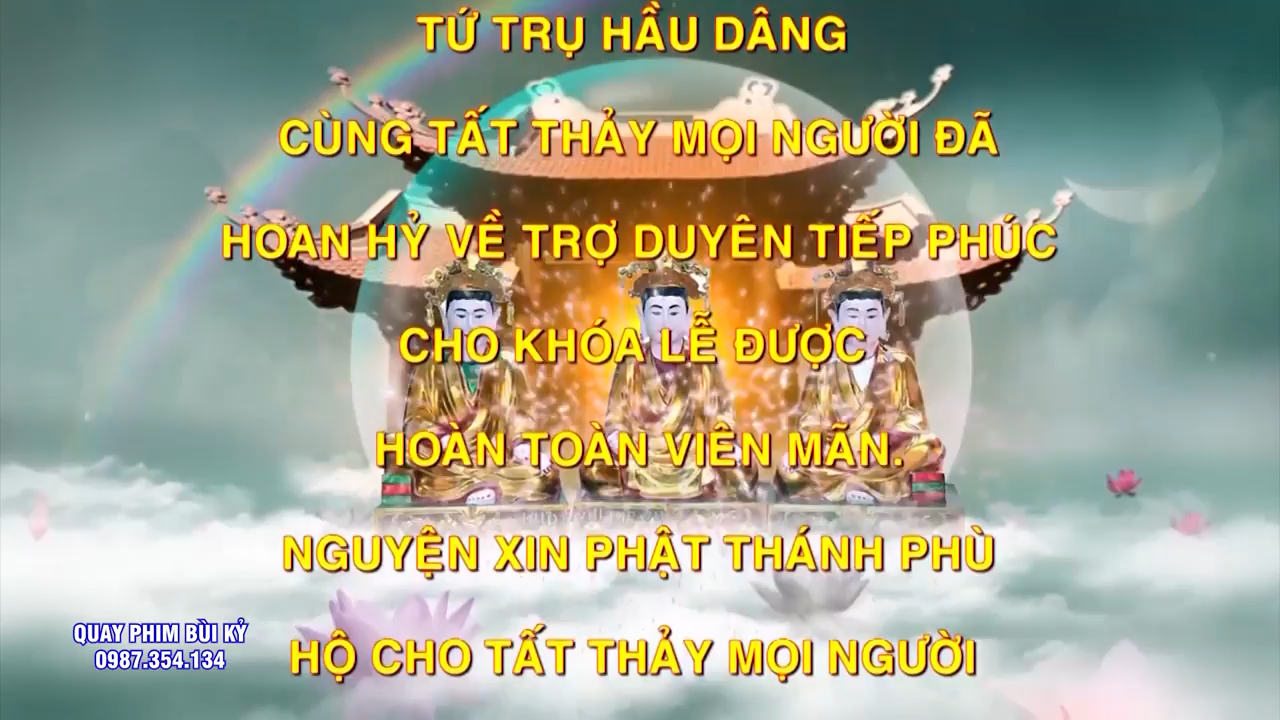 TỨ TRỤ HẦU DÂNG
CÙNG TẤT THẢY MỌI NGƯỜI ĐÃ
HOAN HỶ VỀ TRỢ DUYÊN TIẾP PHÚC
CHO KHÓA LỄ ĐƯỢC
HOÀN TOÀN VIÊN MÃN.
NGUYỆN XIN PHẬT THÁNH PHÙ
HỘ CHO TẤT THẢY MỌI NGƯỜI
QUAY PHIM BÙI KỶ
0987.354.134